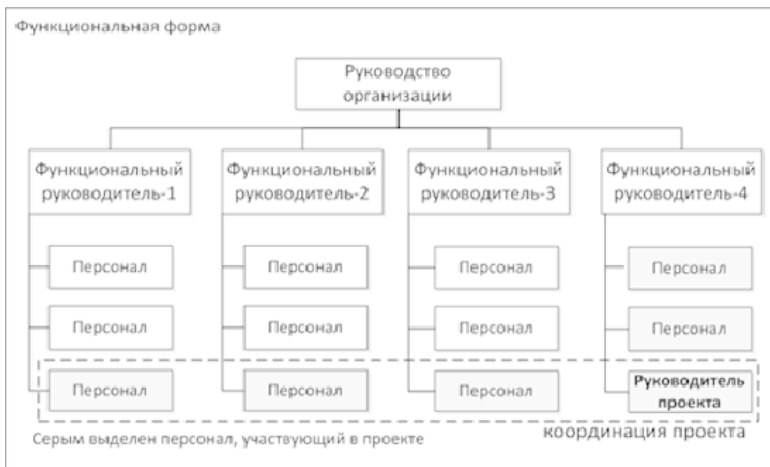 Функциональная форма
Руководство
организации
Функциональный
руководитель-1
Функциональный
руководитель-2
Функциональный
руководитель-3
Функциональный
руководитель-4
Персонал
Персонал
Персонал
Персонал
Персонал
Персонал
Персонал
Персонал
Персонал
Персонал
Персонал
Руководитель
проекта
Серым выделен персонал, участвующий в проекте
координация проекта